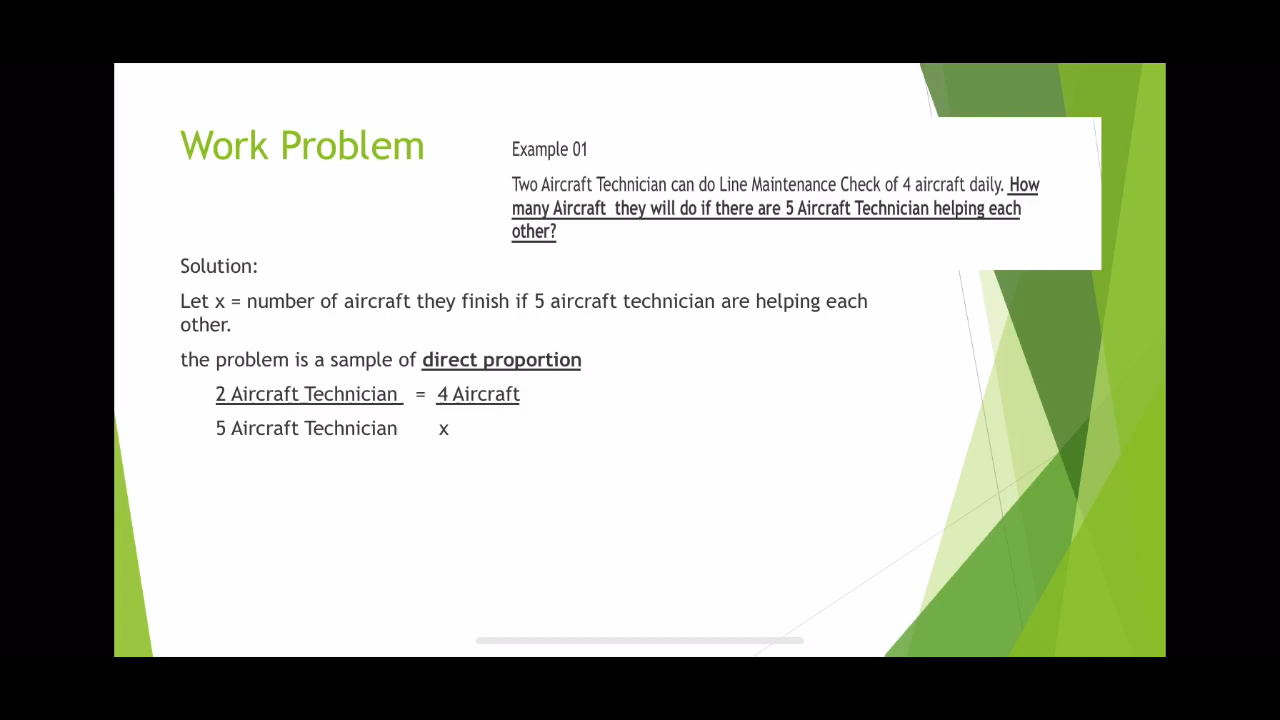 Work Problem
Example 01
Two Aircraft Technician can do Line Maintenance Check of 4 aircraft daily. How
many Aircraft they will do if there are 5 Aircraft Technician helping each
other?
Solution:
Let x = number of aircraft they finish if 5 aircraft technician are helping each
other.
the problem is a sample of direct proportion
2 Aircraft Technician = 4 Aircraft
5 Aircraft Technician x